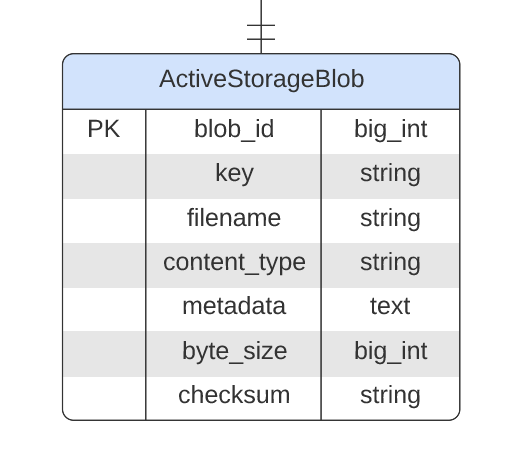 ActiveStorageBlob
PK blob_id big_int
key string
filename string
content_type string
metadata text
byte_size big_int
checksum string